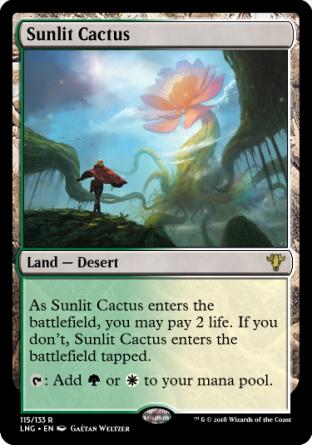 Sunlit Cactus
Land — Desert
As Sunlit Cactus enters the
battlefield, you may pay 2 life. If you
don't, Sunlit Cactus enters the
battlefield tapped.
: Add or to your mana pool.
115/133 R
LNG • EN GAÉTAN WELTZER
™ & © 2018 Wizards of the Coast